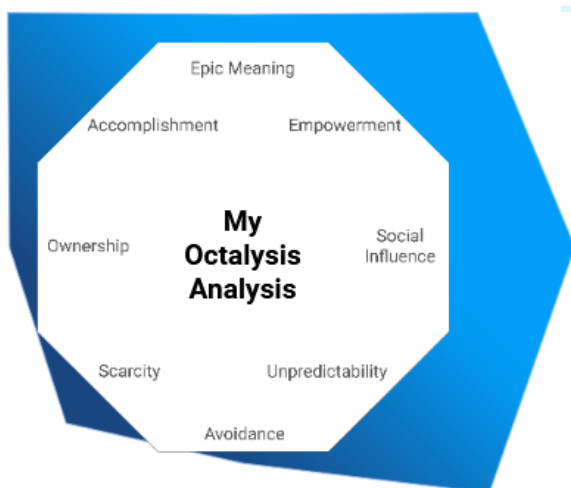 Epic Meaning
Accomplishment
Empowerment
My
Octalysis
Analysis
Ownership
Social
Influence
Scarcity
Unpredictability
Avoidance